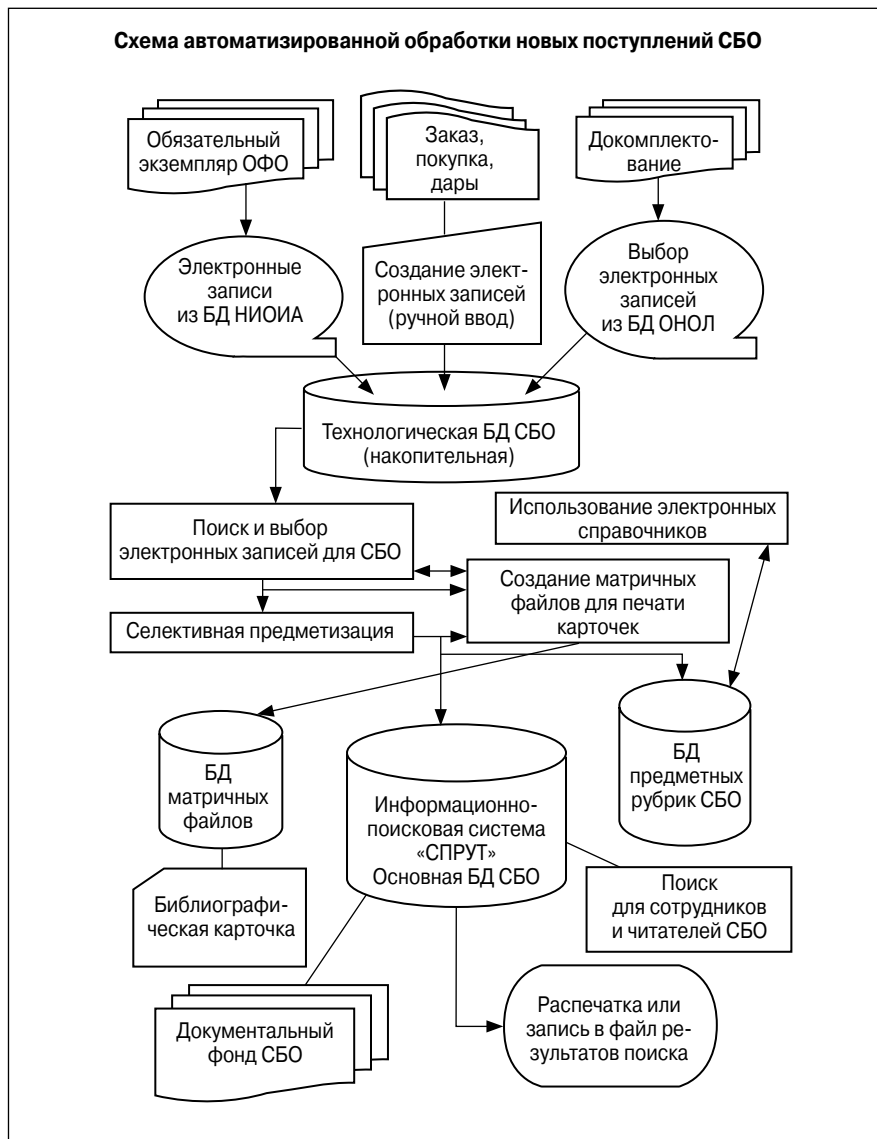 Схема автоматизированной обработки новых поступлений СБО
Обязательный
экземпляр ОФО
Заказ,
покупка,
дары
Докомплекто-
вание
Электронные
записи
из БД НИОИА
Создание элект-
ронных записей
(ручной ввод)
Выбор
электронных
записей
из БД ОНОЛ
Технологическая БД СБО
(накопительная)
Поиск и выбор
электронных записей для СБО
Использование электронных
справочников
Создание матричных
файлов для печати
карточек
Селективная предметизация
БД
матричных
файлов
Информационно-
поисковая система
«СПРУТ»
Основная БД СБО
БД
предметных
рубрик СБО
Библиографи-
ческая карточка
Поиск
для сотрудников
и читателей СБО
Документальный
фонд СБО
Распечатка или
запись в файл ре-
зультатов поиска